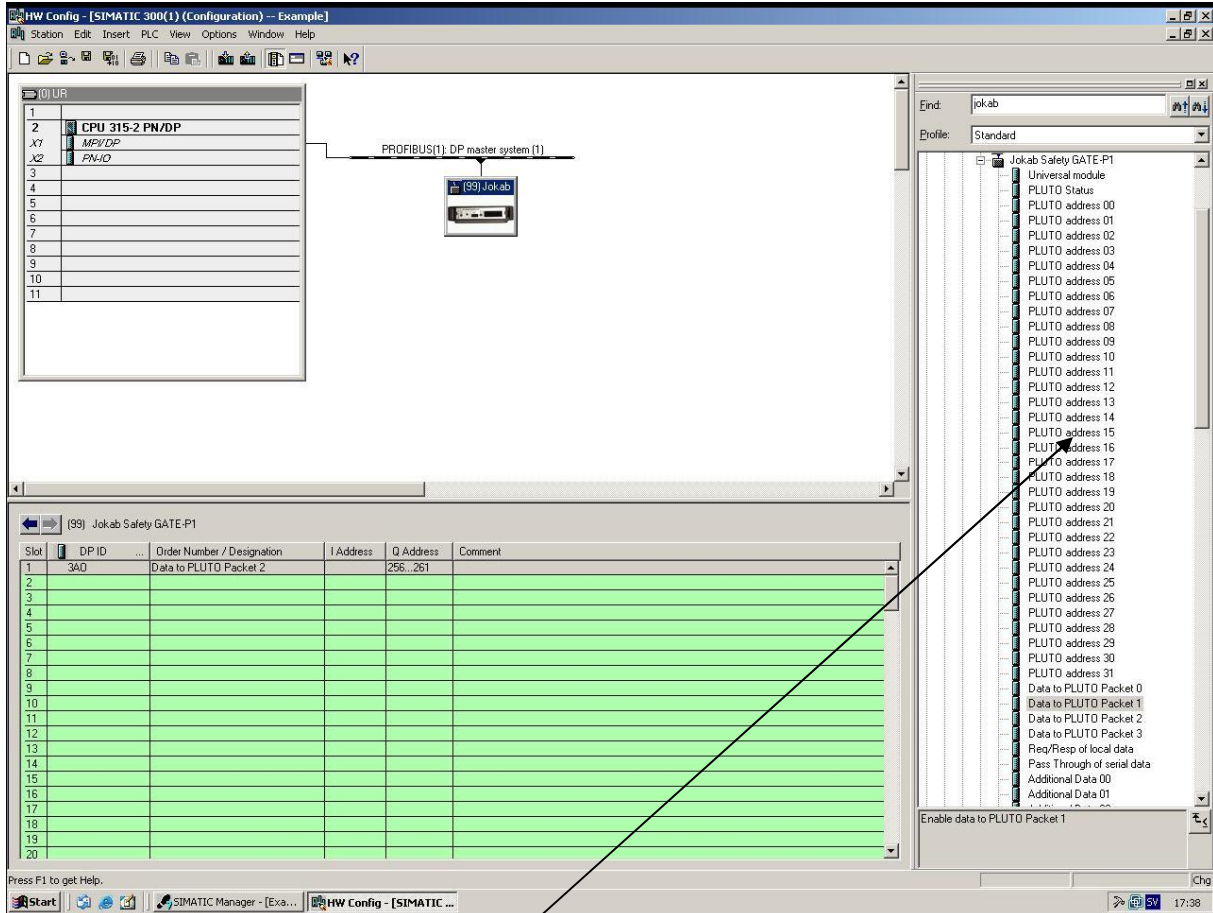 HW Config - [SIMATIC 300(1) (Configuration) -- Example]
Station Edit Insert PLC View Options Window Help
(0) UR
1
2 CPU 315-2 PN/DP
X1 MPI/DP
X2 PN-IO
3
4
5
6
7
8
9
10
11
PROFIBUS(1): DP master system (1)
(99) Jokab
Find: jokab
Profile: Standard
Jokab Safety GATE-P1
Universal module
PLUTO Status
PLUTO address 00
PLUTO address 01
PLUTO address 02
PLUTO address 03
PLUTO address 04
PLUTO address 05
PLUTO address 06
PLUTO address 07
PLUTO address 08
PLUTO address 09
PLUTO address 10
PLUTO address 11
PLUTO address 12
PLUTO address 13
PLUTO address 14
PLUTO address 15
PLUTO address 16
PLUTO address 17
PLUTO address 18
PLUTO address 19
PLUTO address 20
PLUTO address 21
PLUTO address 22
PLUTO address 23
PLUTO address 24
PLUTO address 25
PLUTO address 26
PLUTO address 27
PLUTO address 28
PLUTO address 29
PLUTO address 30
PLUTO address 31
Data to PLUTO Packet 0
Data to PLUTO Packet 1
Data to PLUTO Packet 2
Data to PLUTO Packet 3
Req/Resp of local data
Pass Through of serial data
Additional Data 00
Additional Data 01
Enable data to PLUTO Packet 1
(99) Jokab Safety GATE-P1
Slot DP ID ... Order Number / Designation I Address Q Address Comment
1 3AO Data to PLUTO Packet 2 256...261
2
3
4
5
6
7
8
9
10
11
12
13
14
15
16
17
18
19
20
Press F1 to get Help.
Chg
Start SIMATIC Manager - [Exa... HW Config - [SIMATIC ... SV 17:38